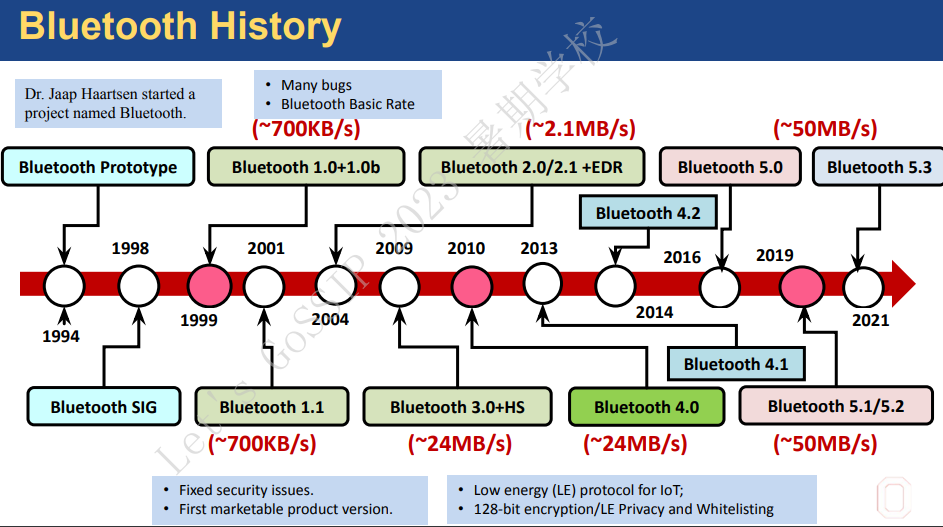 Bluetooth History
Dr. Jaap Haartsen started a
project named Bluetooth.
• Many bugs
• Bluetooth Basic Rate
(~700KB/s)
(~2.1MB/s)
(~50MB/s)
Bluetooth Prototype
Bluetooth 1.0+1.0b
Bluetooth 2.0/2.1 +EDR
Bluetooth 5.0
Bluetooth 5.3
Bluetooth 4.2
1998
2001
2009
2010
2013
2016
2019
1994
1999
2004
2014
2021
Bluetooth 4.1
Bluetooth SIG
Bluetooth 1.1
Bluetooth 3.0+HS
Bluetooth 4.0
Bluetooth 5.1/5.2
(~700KB/s)
(~24MB/s)
(~24MB/s)
(~50MB/s)
• Fixed security issues.
• First marketable product version.
• Low energy (LE) protocol for IoT;
• 128-bit encryption/LE Privacy and Whitelisting
Let's GoSSIP 2023 暑期学校